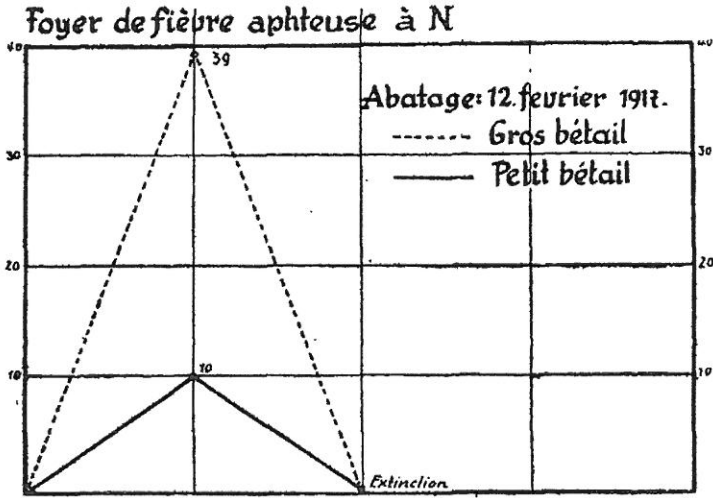 Foyer de fièvre aphteuse à N
40 39 40
Abatage: 12. fevrier 1917.
Gros bétail
30 30
Petit bétail
20 20
10 10 10
Extinction